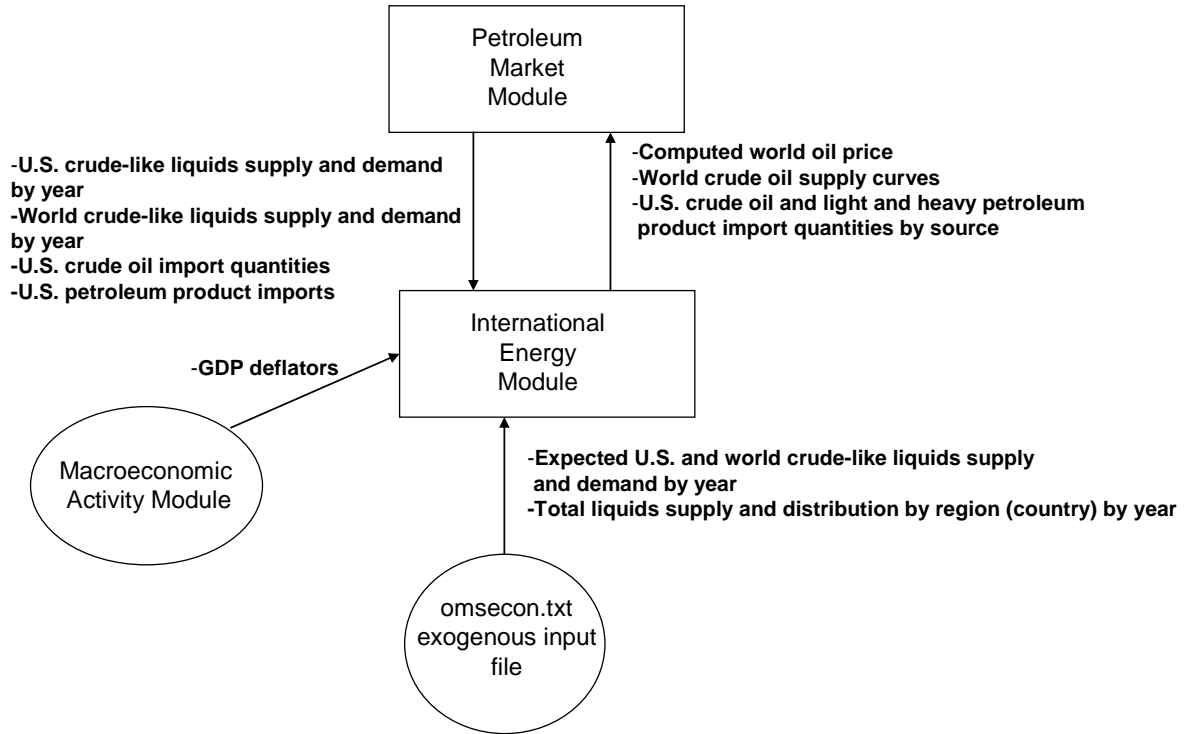 Petroleum
Market
Module
-U.S. crude-like liquids supply and demand
by year
-World crude-like liquids supply and demand
by year
-U.S. crude oil import quantities
-U.S. petroleum product imports
-Computed world oil price
-World crude oil supply curves
-U.S. crude oil and light and heavy petroleum
product import quantities by source
International
Energy
Module
-GDP deflators
Macroeconomic
Activity Module
-Expected U.S. and world crude-like liquids supply
and demand by year
-Total liquids supply and distribution by region (country) by year
omsecon.txt
exogenous input
file